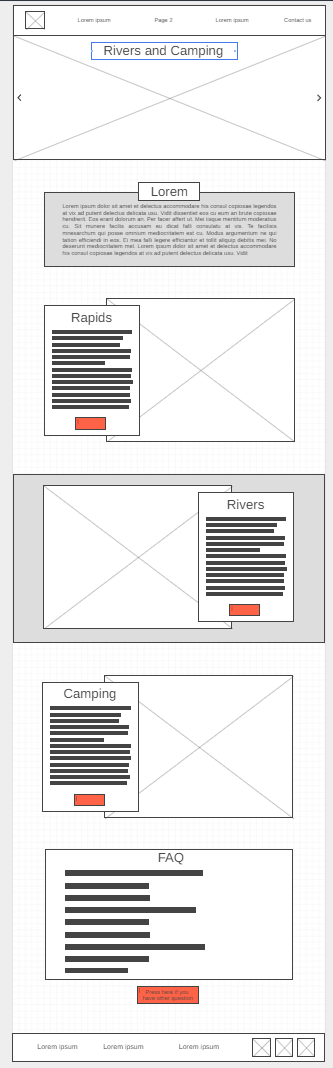 Lorem ipsum Page 2 Lorem ipsum Contact us
Rivers and Camping
Lorem
Lorem ipsum dolor sit amet et delectus accommodare his consul copiosae legendos
at vix ad putent delectus delicata usu. Vidit dissentiet eos cu eum an brute copiosae
hendrerit. Eos erant dolorum an. Per facer affert ut. Mei iisque mentitum moderatius
cu. Sit munere facilis accusam eu dicat falli consulatu at vis. Te facilisis
mnesarchum qui posse omnium mediocritatem est cu. Modus argumentum ne qui
tation efficiendi in eos. Ei mea falli legere efficiantur et tollit aliquip debitis mei. No
deserunt mediocritatem mel. Lorem ipsum dolor sit amet et delectus accommodare
his consul copiosae legendos at vix ad putent delectus delicata usu. Vidit
Rapids
Rivers
Camping
FAQ
Press here if you
have other question
Lorem ipsum Lorem ipsum Lorem ipsum